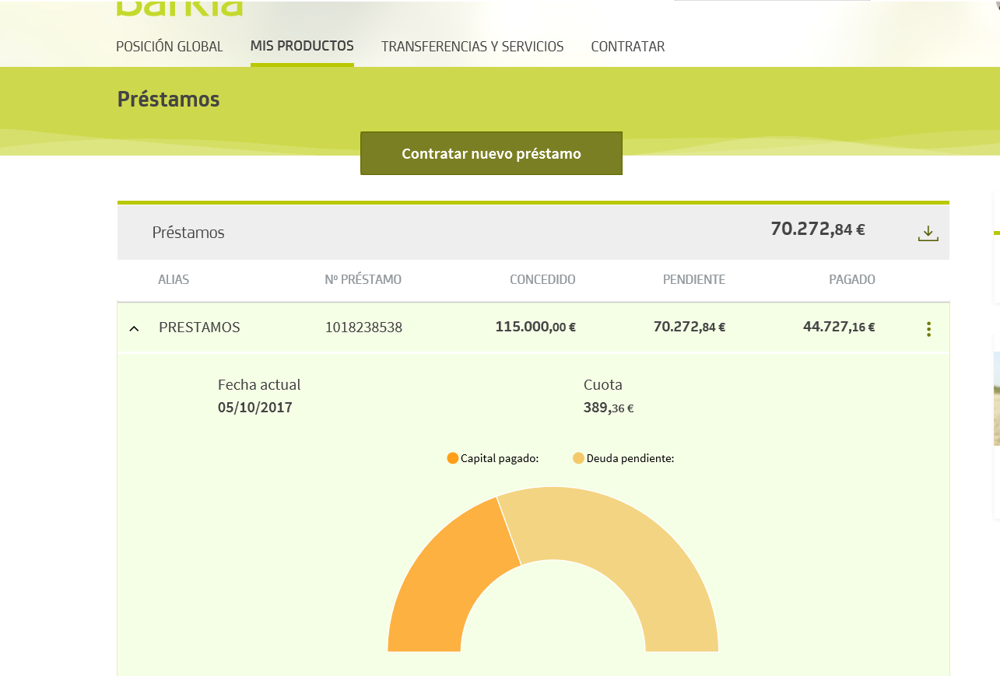 Bankia
POSICIÓN GLOBAL MIS PRODUCTOS TRANSFERENCIAS Y SERVICIOS CONTRATAR
Préstamos
Contratar nuevo préstamo
Préstamos 70.272,84 €
ALIAS Nº PRÉSTAMO CONCEDIDO PENDIENTE PAGADO
PRESTAMOS 1018238538 115.000,00 € 70.272,84 € 44.727,16 €
Fecha actual Cuota
05/10/2017 389,36 €
Capital pagado: Deuda pendiente: